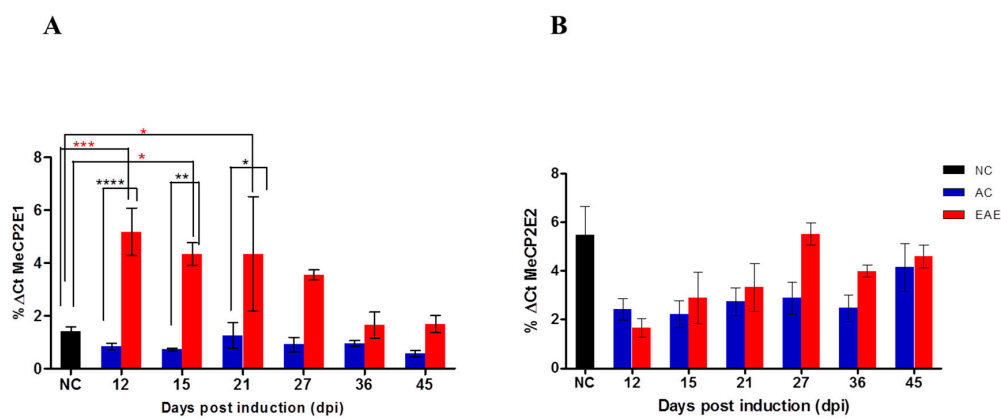 A
B
*
***
*
****
**
*
8
6
4
2
0
% ΔCt MeCP2E1
NC 12 15 21 27 36 45
Days post induction (dpi)
8
6
4
2
0
% ΔCt MeCP2E2
NC 12 15 21 27 36 45
Days post induction (dpi)
NC
AC
EAE